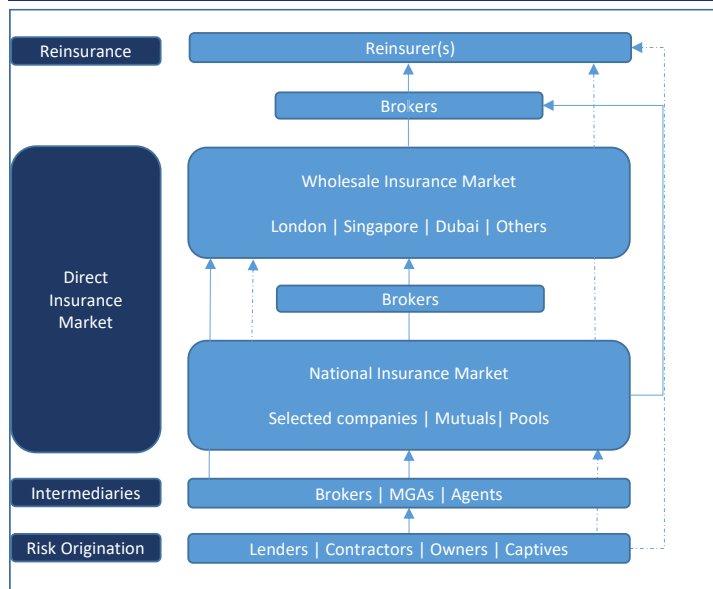 Reinsurance
Reinsurer(s)
Brokers
Wholesale Insurance Market
London | Singapore | Dubai | Others
Direct
Insurance
Market
Brokers
National Insurance Market
Selected companies | Mutuals| Pools
Intermediaries
Brokers | MGAs | Agents
Risk Origination
Lenders | Contractors | Owners | Captives